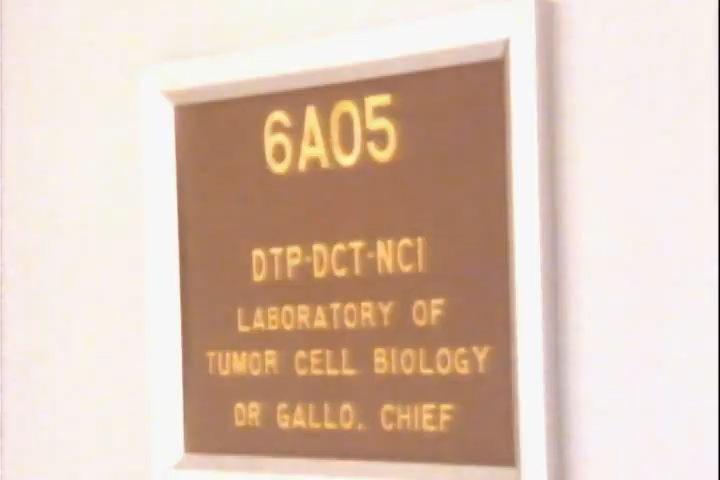 6A05
DTP-DCT-NCI
LABORATORY OF
TUMOR CELL BIOLOGY
DR GALLO, CHIEF